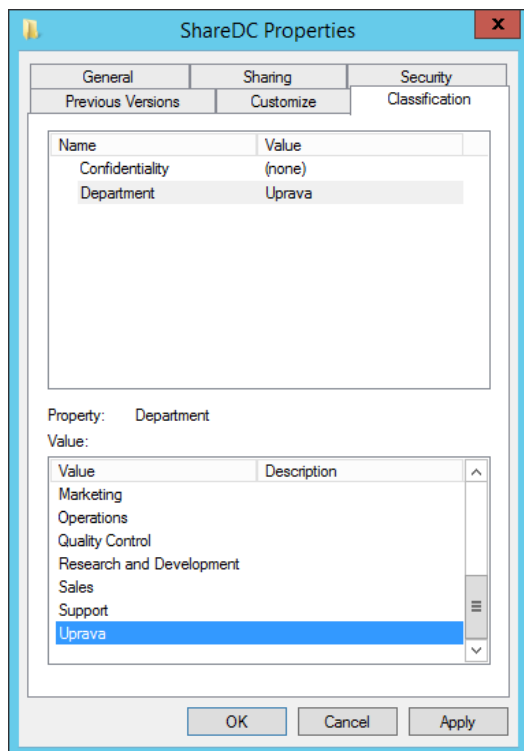 ShareDC Properties
x
General Sharing Security
Previous Versions Customize Classification
Name Value
Confidentiality (none)
Department Uprava
Property: Department
Value:
Value Description
Marketing
Operations
Quality Control
Research and Development
Sales
Support
Uprava
OK Cancel Apply